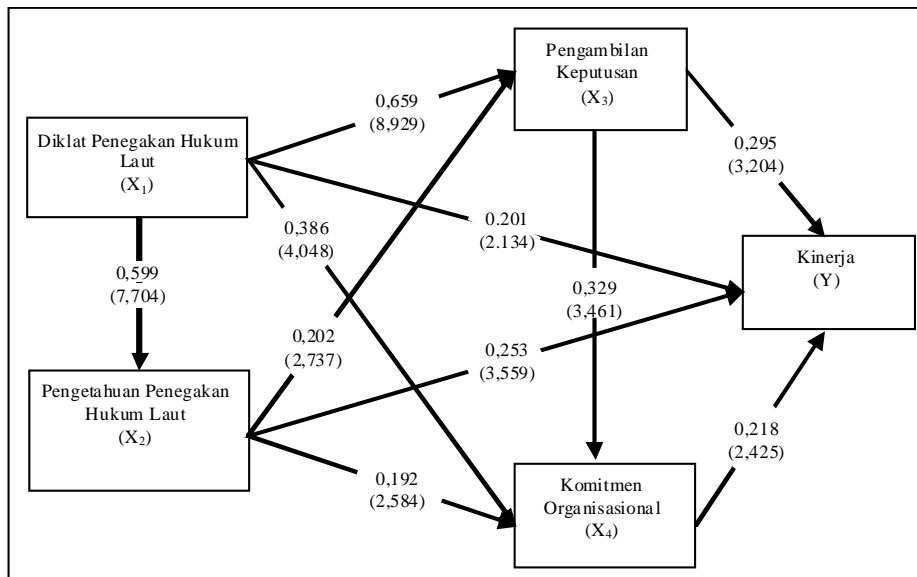 Pengambilan
Keputusan
(X₃)
0,659
(8,929)
Diklat Penegakan Hukum
Laut
(X₁)
0,295
(3,204)
0,386
(4,048)
0.201
(2.134)
Kinerja
(Y)
0,599
(7,704)
0,329
(3,461)
0,202
(2,737)
0,253
(3,559)
Pengetahuan Penegakan
Hukum Laut
(X₂)
0,218
(2,425)
0,192
(2,584)
Komitmen
Organisasional
(X₄)